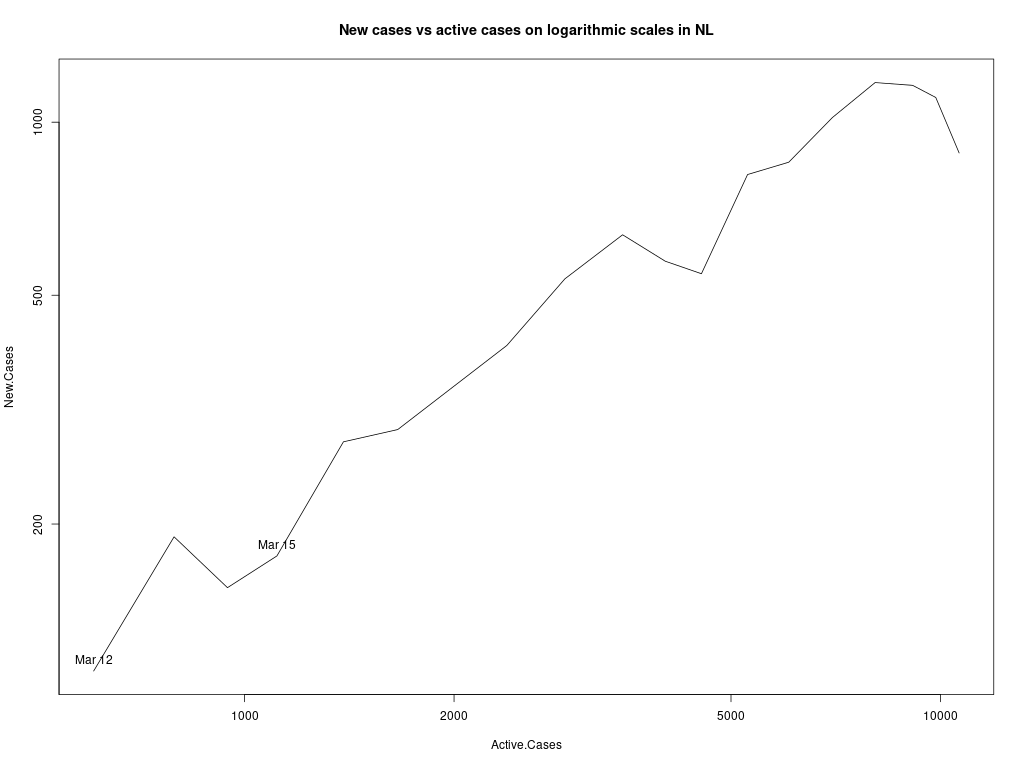 New cases vs active cases on logarithmic scales in NL
1000
500
200
New.Cases
Mar 15
Mar 12
1000 2000 5000 10000
Active.Cases